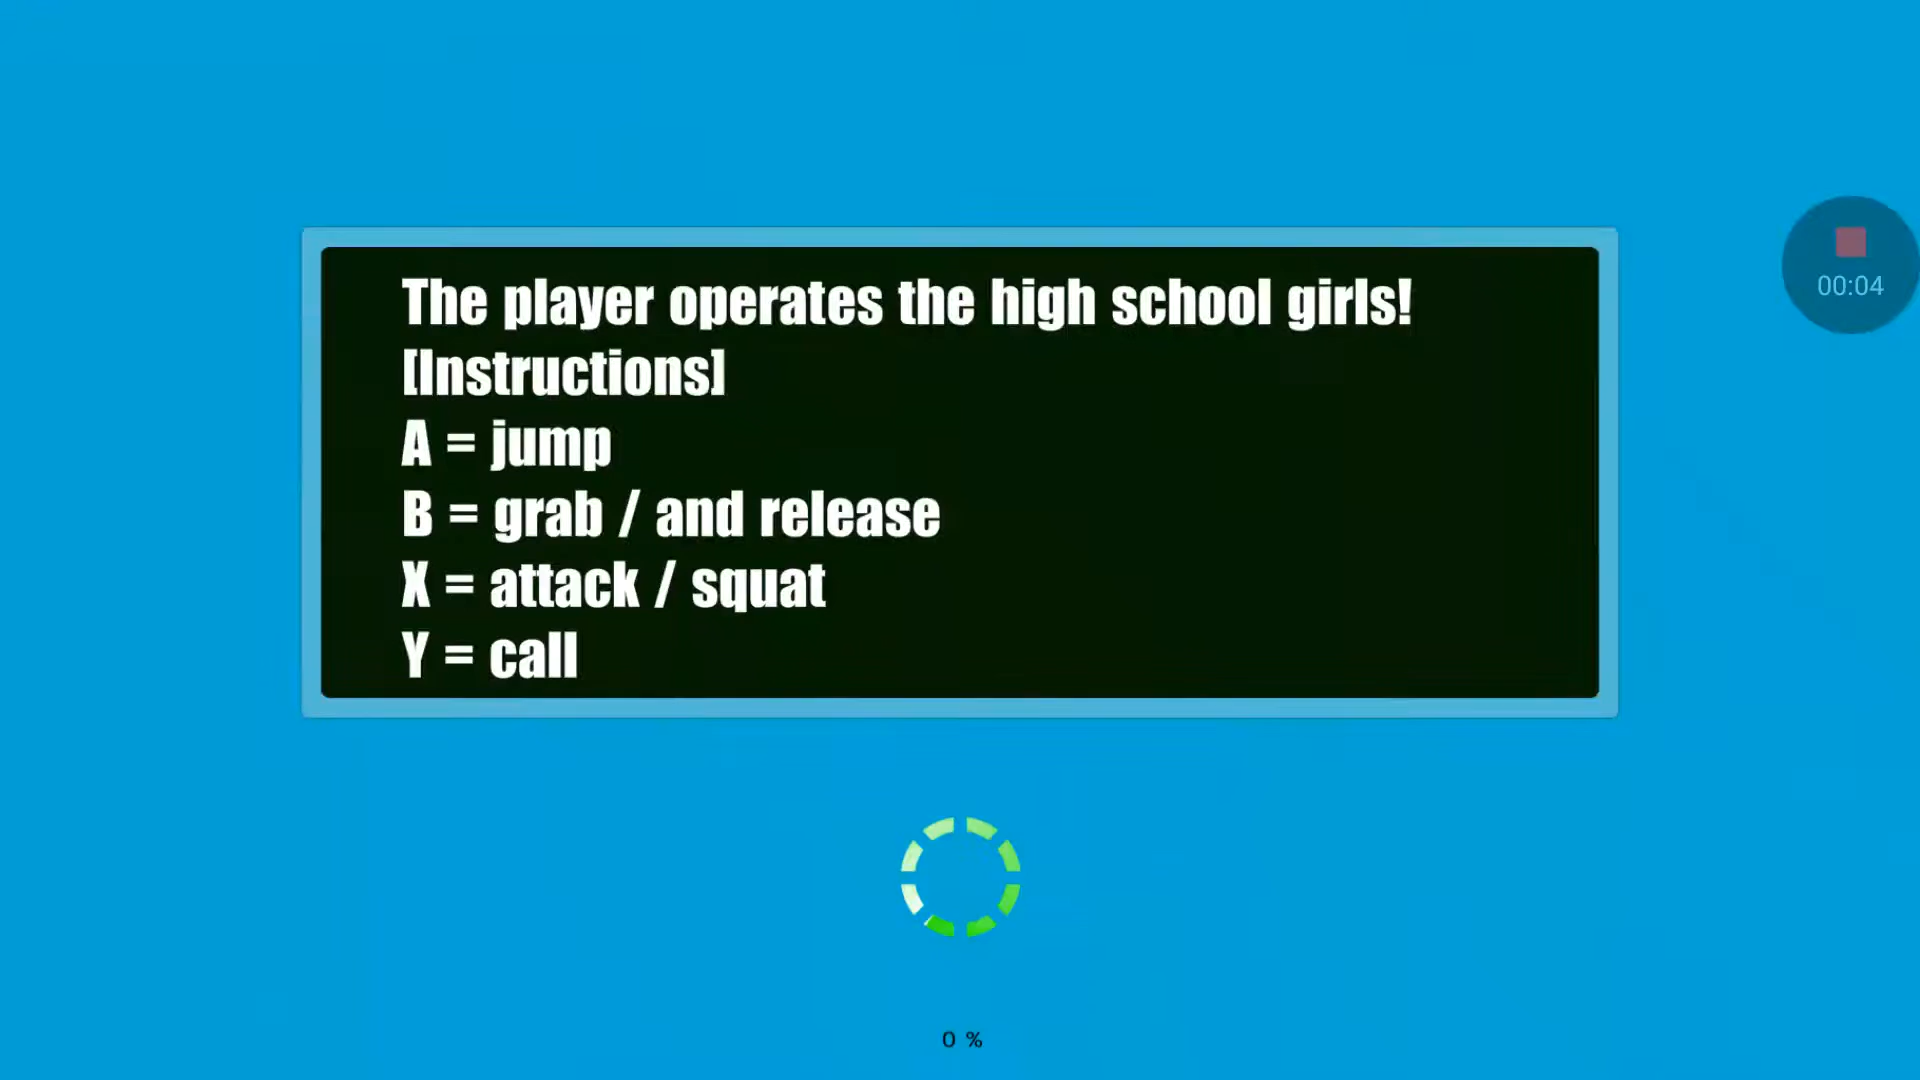 The player operates the high school girls!
[Instructions]
A = jump
B = grab / and release
X = attack / squat
Y = call
00:04
0 %